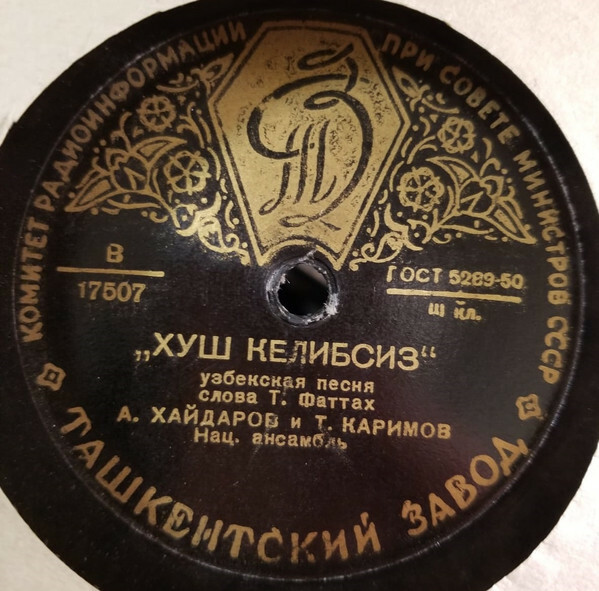 КОМИТЕТ РАДИОИНФОРМАЦИИ ПРИ СОВЕТЕ МИНИСТРОВ СССР
ТЗ
В
17507
ГОСТ 5289-50
Ш кл.
„ХУШ КЕЛИБСИЗ“
узбекская песня
слова Т. Фаттах
А. ХАЙДАРОВ и Т. КАРИМОВ
Нац. ансамбль
ТАШКЕНТСКИЙ ЗАВОД